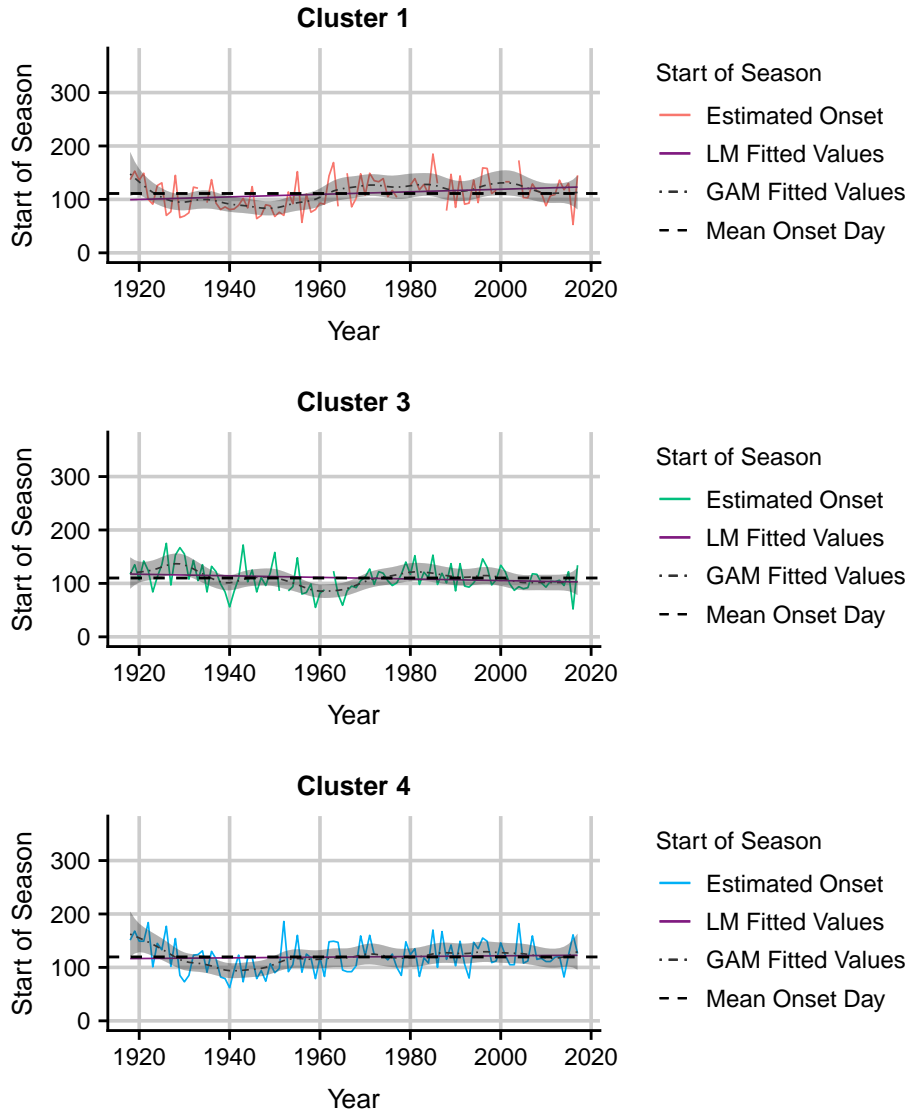 Cluster 1
Start of Season
300
200
100
0
1920 1940 1960 1980 2000 2020
Year
Start of Season
Estimated Onset
LM Fitted Values
GAM Fitted Values
Mean Onset Day
Cluster 3
Start of Season
300
200
100
0
1920 1940 1960 1980 2000 2020
Year
Start of Season
Estimated Onset
LM Fitted Values
GAM Fitted Values
Mean Onset Day
Cluster 4
Start of Season
300
200
100
0
1920 1940 1960 1980 2000 2020
Year
Start of Season
Estimated Onset
LM Fitted Values
GAM Fitted Values
Mean Onset Day